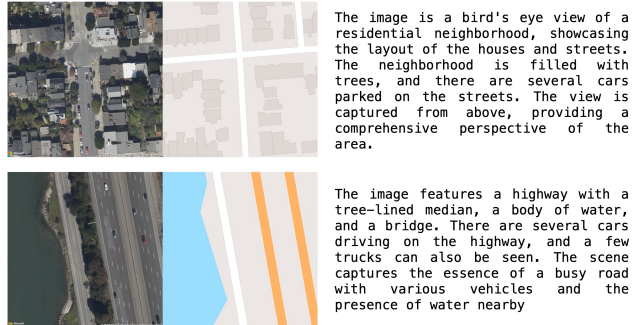 The image is a bird's eye view of a
residential neighborhood, showcasing
the layout of the houses and streets.
The neighborhood is filled with
trees, and there are several cars
parked on the streets. The view is
captured from above, providing a
comprehensive perspective of the
area.
The image features a highway with a
tree-lined median, a body of water,
and a bridge. There are several cars
driving on the highway, and a few
trucks can also be seen. The scene
captures the essence of a busy road
with various vehicles and the
presence of water nearby